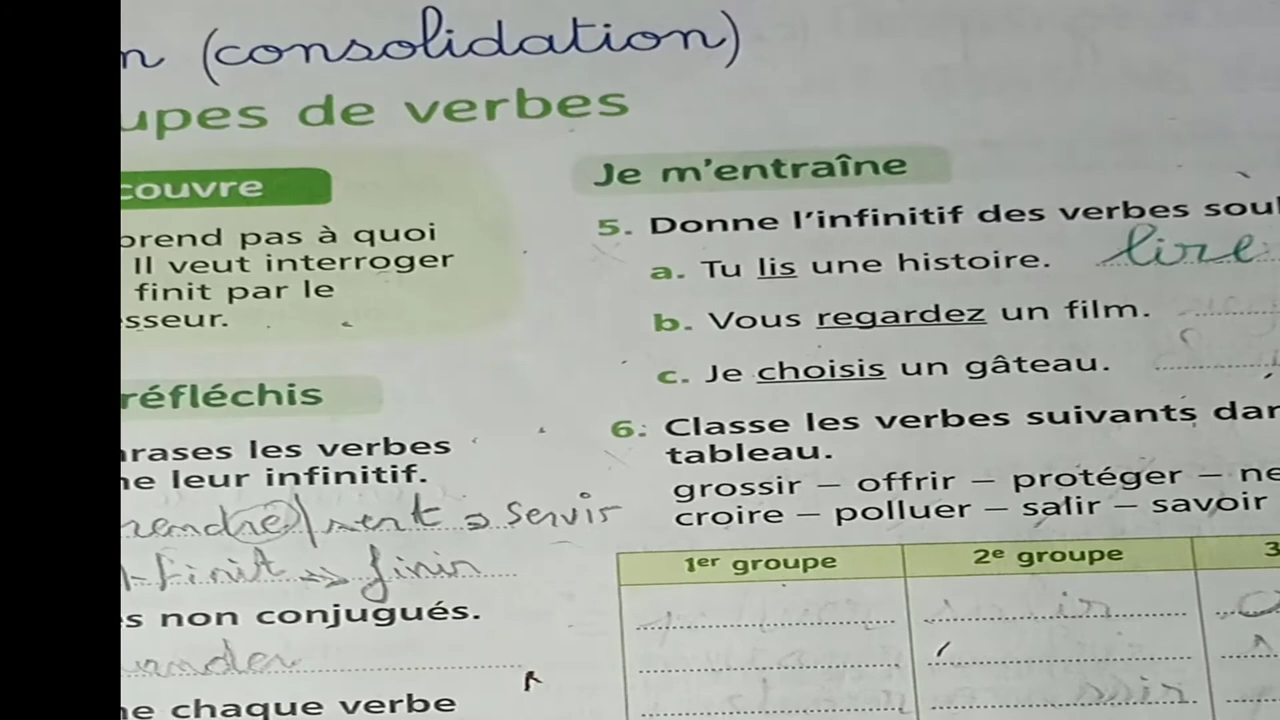 n (consolidation)
upes de verbes
couvre
prend pas à quoi
Il veut interroger
finit par le
sseur.
réfléchis
rases les verbes
ne leur infinitif.
sert → servir
finit → finir
s non conjugués.
ne chaque verbe
Je m'entraîne
5. Donne l'infinitif des verbes soul
a. Tu lis une histoire. lire
b. Vous regardez un film.
c. Je choisis un gâteau.
6. Classe les verbes suivants dan
tableau.
grossir – offrir – protéger – ne
croire – polluer – salir – savoir
1er groupe 2e groupe 3